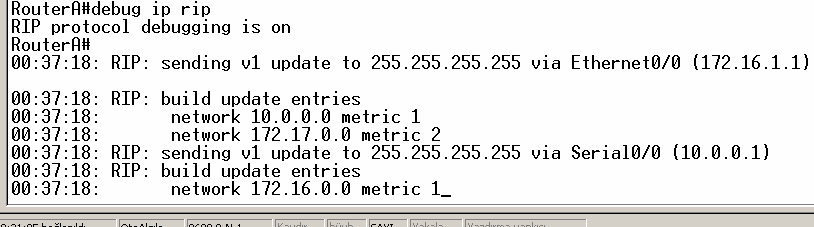 RouterA#debug ip rip
RIP protocol debugging is on
RouterA#
00:37:18: RIP: sending v1 update to 255.255.255.255 via Ethernet0/0 (172.16.1.1)
00:37:18: RIP: build update entries
00:37:18:       network 10.0.0.0 metric 1
00:37:18:       network 172.17.0.0 metric 2
00:37:18: RIP: sending v1 update to 255.255.255.255 via Serial0/0 (10.0.0.1)
00:37:18: RIP: build update entries
00:37:18:       network 172.16.0.0 metric 1_